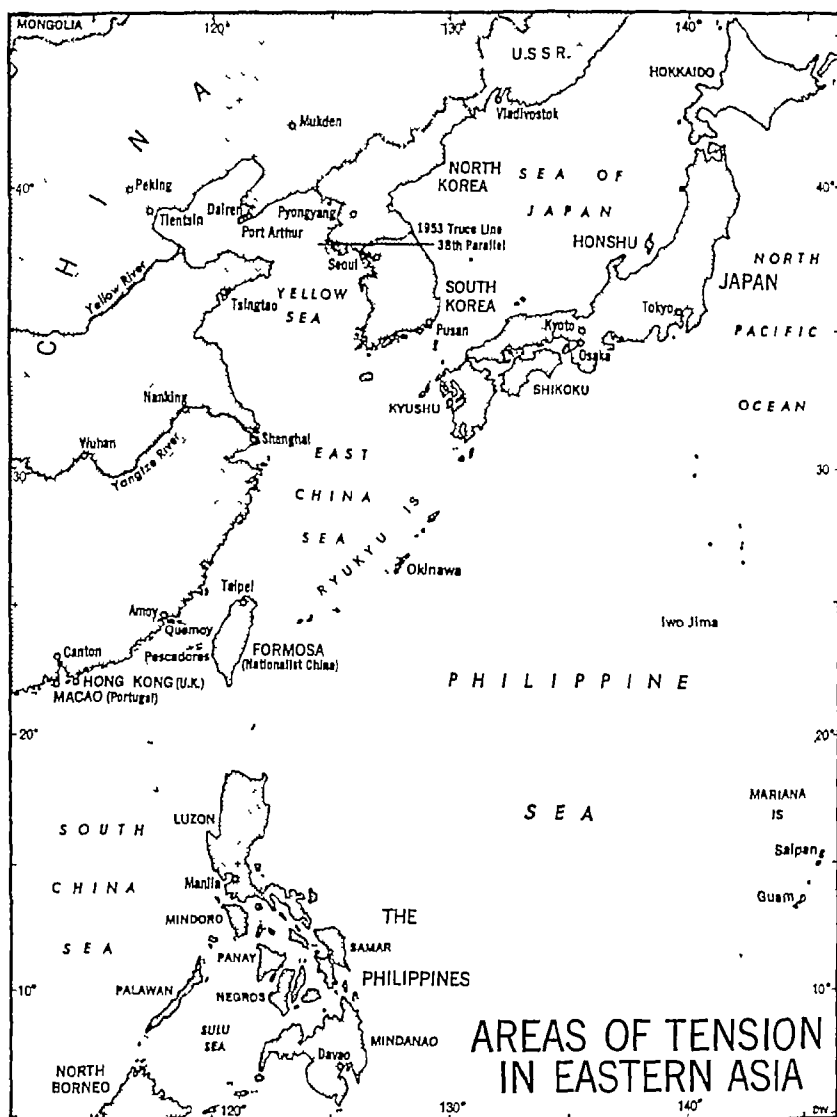 120°
130°
140°
MONGOLIA
U.S.S.R.
HOKKAIDO
Vladivostok
CHINA
Mukden
NORTH
KOREA
SEA OF
JAPAN
40°
40°
Peking
Tientsin
Dairen
Port Arthur
Pyongyang
1953 Truce Line
38th Parallel
HONSHU
Seoul
Yellow River
YELLOW
SEA
SOUTH
KOREA
NORTH
PACIFIC
OCEAN
JAPAN
Tsingtao
Tokyo
Pusan
Kyoto
Osaka
SHIKOKU
KYUSHU
Nanking
Wuhan
Yangtze River
Shanghai
30
30
EAST
CHINA
SEA
RYUKYU IS
Okinawa
Taipei
Amoy
Quemoy
Iwo Jima
Canton
Pescadores
FORMOSA
(Nationalist China)
HONG KONG (U.K.)
MACAO (Portugal)
PHILIPPINE
SEA
20°
20°
LUZON
MARIANA
IS
SOUTH
CHINA
SEA
Saipan
Guam
Manila
MINDORO
THE
PHILIPPINES
PANAY
SAMAR
PALAWAN
NEGROS
10°
10°
SULU
SEA
MINDANAO
Davao
NORTH
BORNEO
AREAS OF TENSION
IN EASTERN ASIA
120°
130°
140°